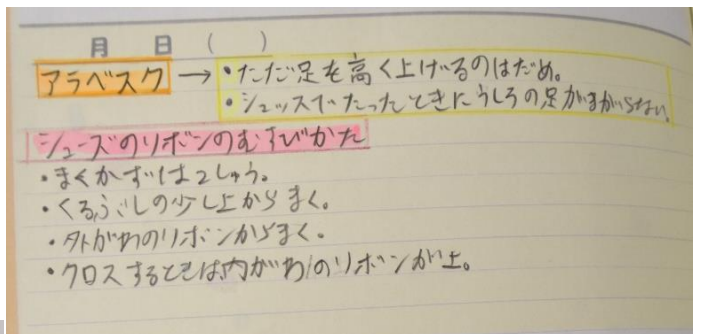 月 日 ( )
アラベスク → ・ただ足を高く上げるのはだめ。
・シュッスでたったときにうしろの足がまがらない。
シューズのリボンのむすびかた
・まくかずは2しゅう。
・くるぶしの少し上からまく。
・外がわのリボンからまく。
・クロスするときは内がわのリボンが上。